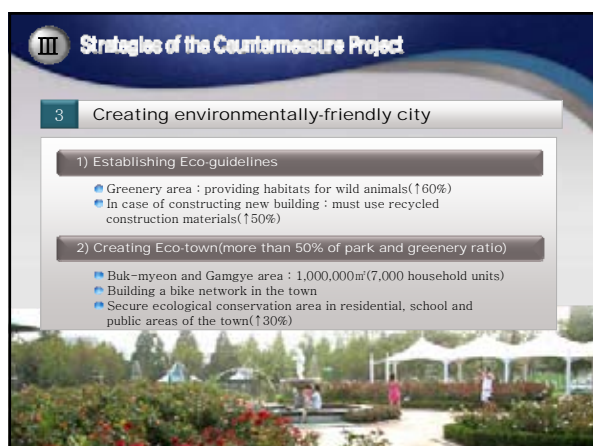 III Strategies of the Countermeasure Project
3 Creating environmentally-friendly city
1) Establishing Eco-guidelines
Greenery area : providing habitats for wild animals(↑60%)
In case of constructing new building : must use recycled
construction materials(↑50%)
2) Creating Eco-town(more than 50% of park and greenery ratio)
Buk-myeon and Gamgye area : 1,000,000㎡(7,000 household units)
Building a bike network in the town
Secure ecological conservation area in residential, school and
public areas of the town(↑30%)